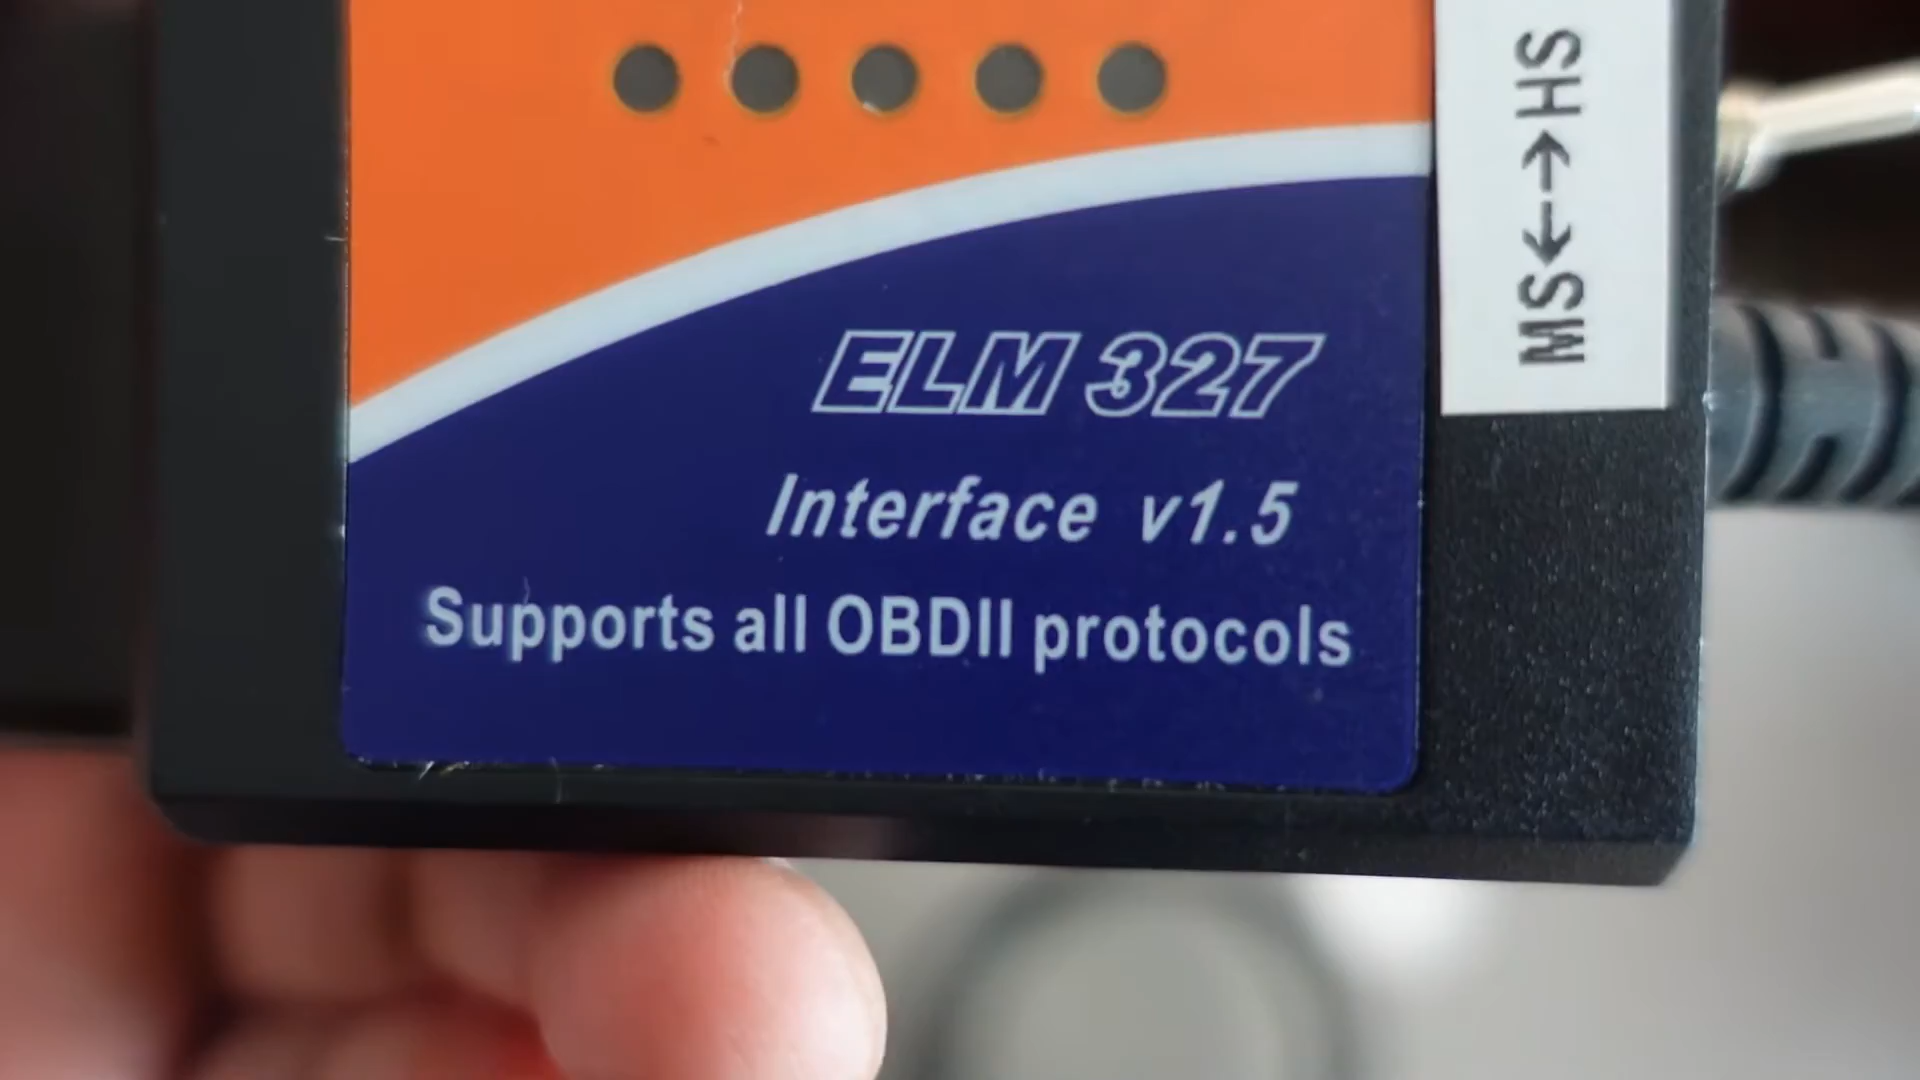 ELM 327
Interface v1.5
Supports all OBDII protocols
MS←→HS